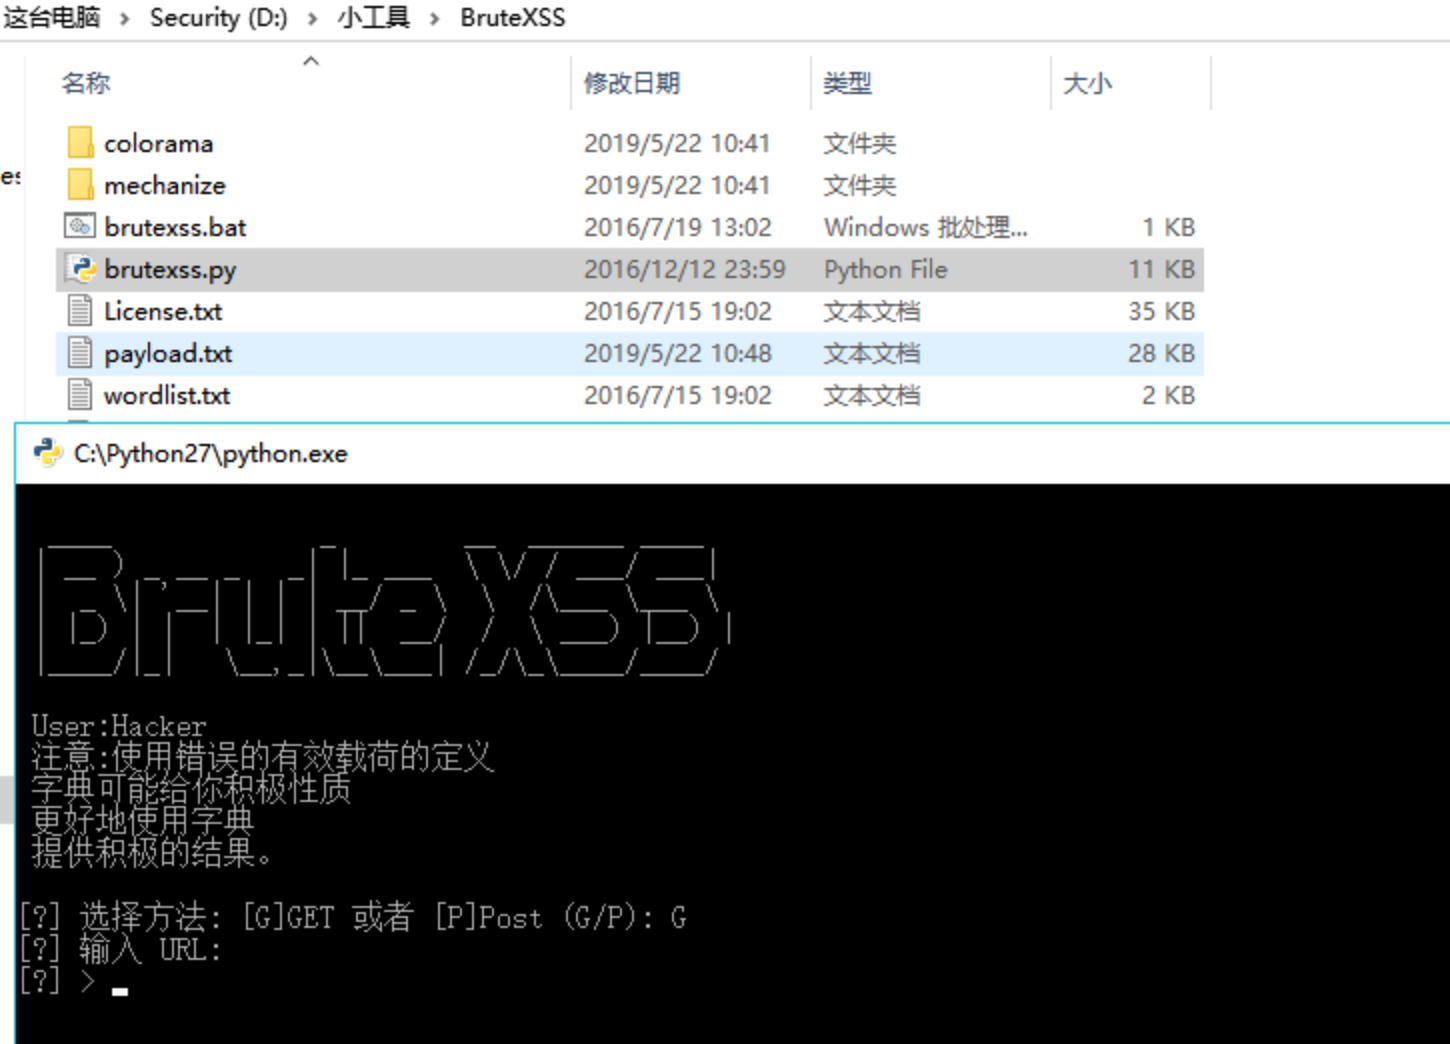 这台电脑 > Security (D:) > 小工具 > BruteXSS
名称 修改日期 类型 大小
colorama 2019/5/22 10:41 文件夹
mechanize 2019/5/22 10:41 文件夹
brutexss.bat 2016/7/19 13:02 Windows 批处理... 1 KB
brutexss.py 2016/12/12 23:59 Python File 11 KB
License.txt 2016/7/15 19:02 文本文档 35 KB
payload.txt 2019/5/22 10:48 文本文档 28 KB
wordlist.txt 2016/7/15 19:02 文本文档 2 KB
C:\Python27\python.exe
BruteXSS
User:Hacker
注意:使用错误的有效载荷的定义
字典可能给你积极性质
更好地使用字典
提供积极的结果。
[?] 选择方法: [G]GET 或者 [P]Post (G/P): G
[?] 输入 URL:
[?] >